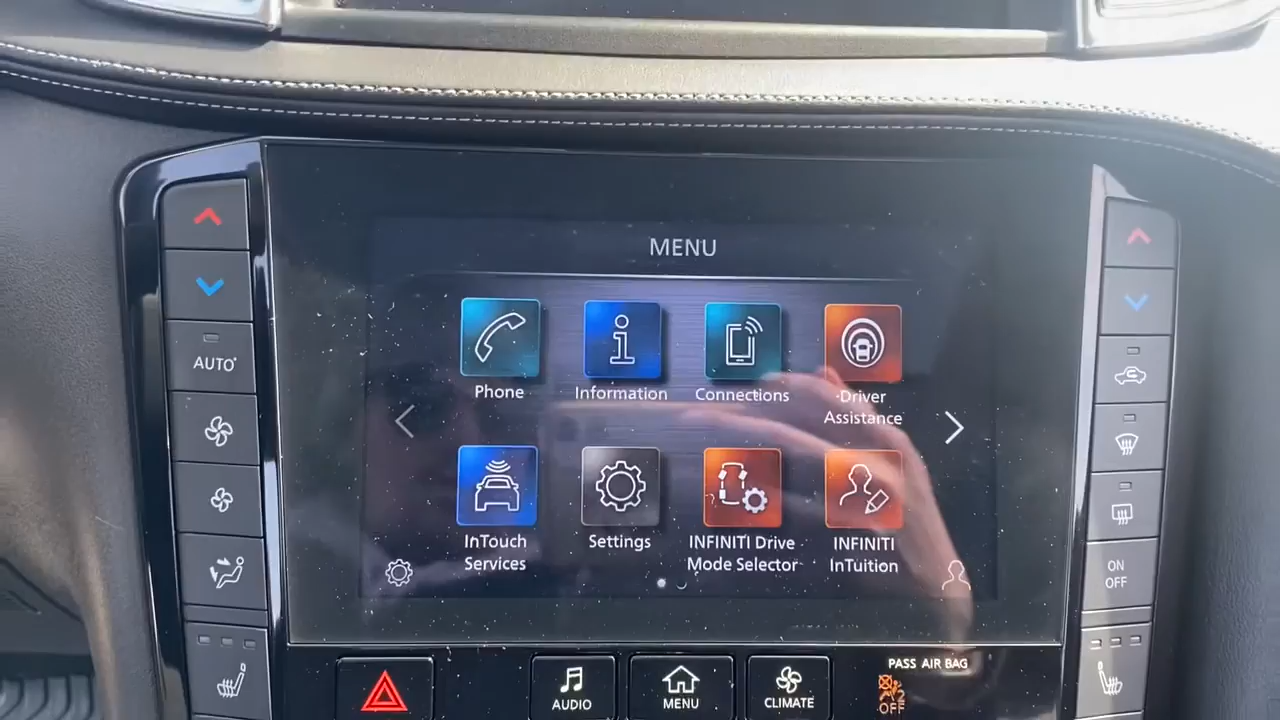 MENU
AUTO
Phone
Information
Connections
Driver
Assistance
InTouch
Services
Settings
INFINITI Drive
Mode Selector
INFINITI
InTuition
ON
OFF
PASS AIR BAG
AUDIO
MENU
CLIMATE
2
OFF